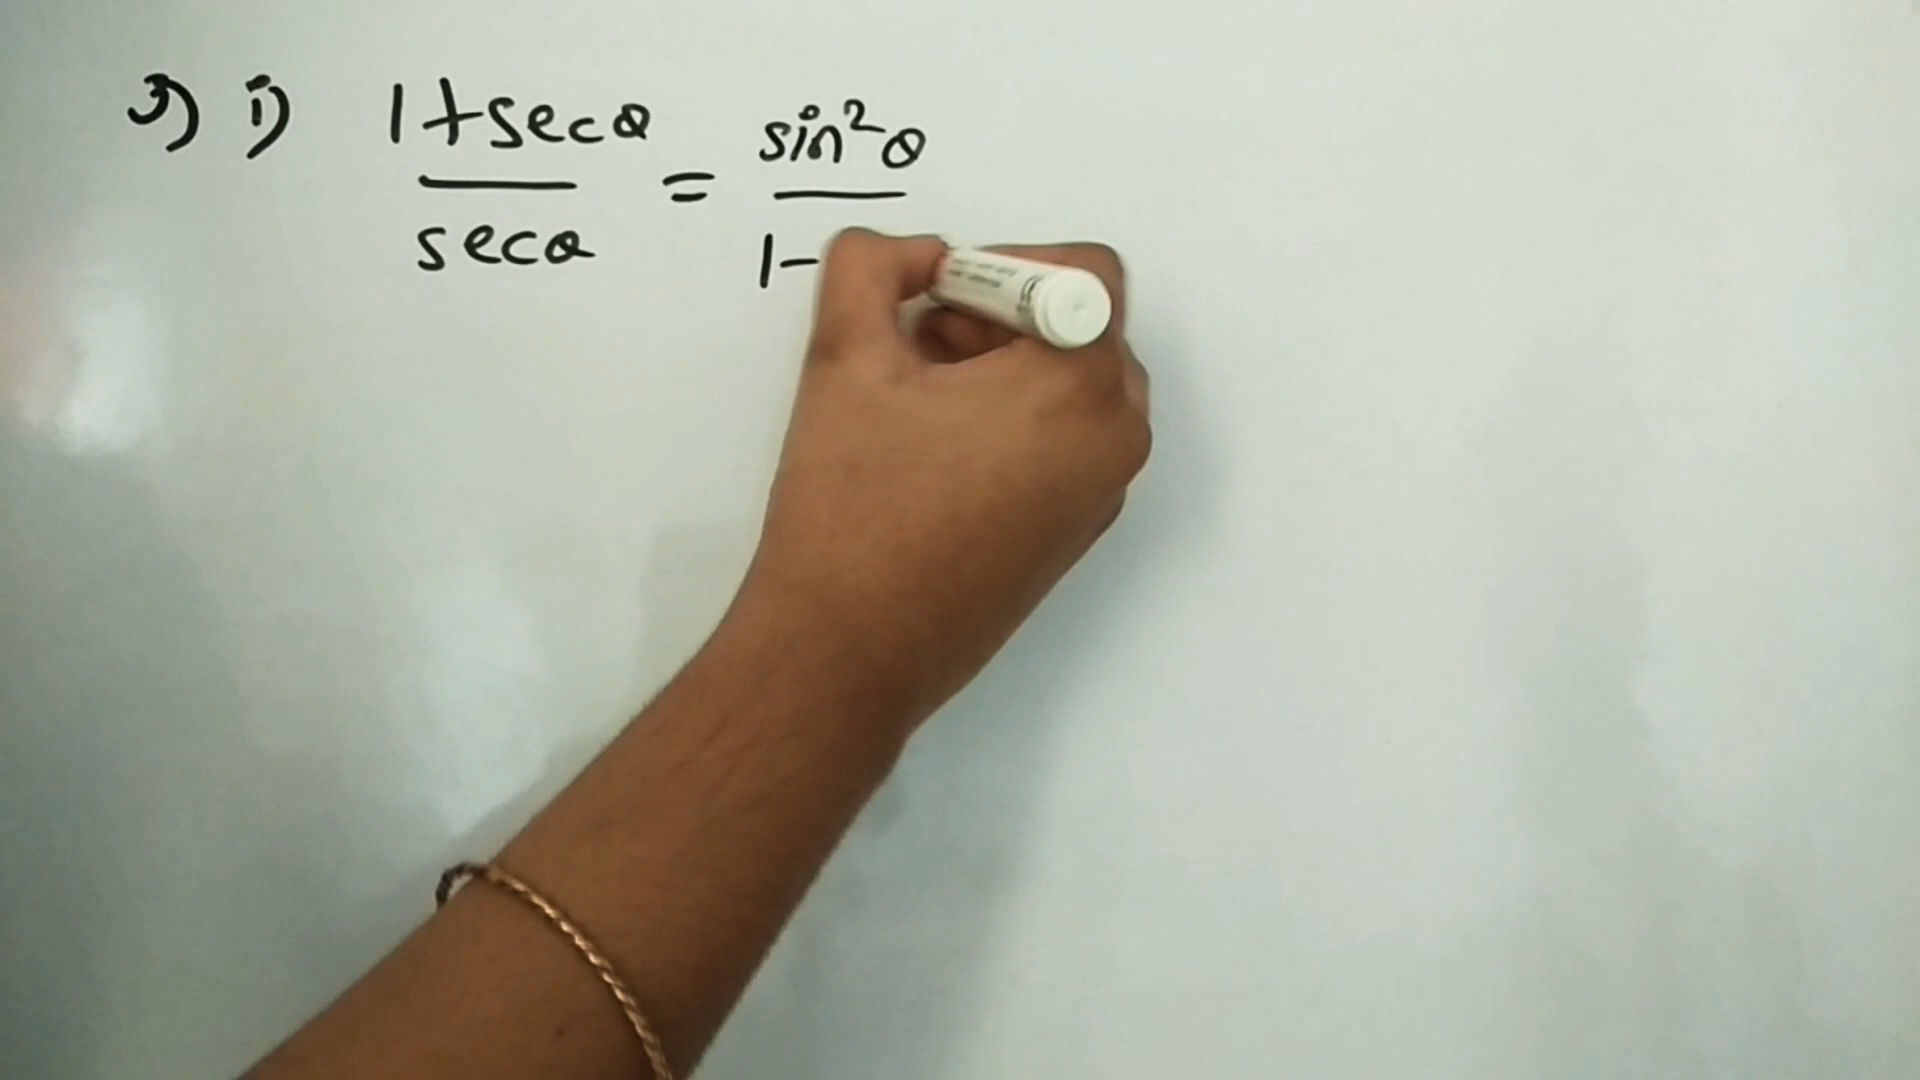 3) i) 1+secθ / secθ = sin²θ / 1-